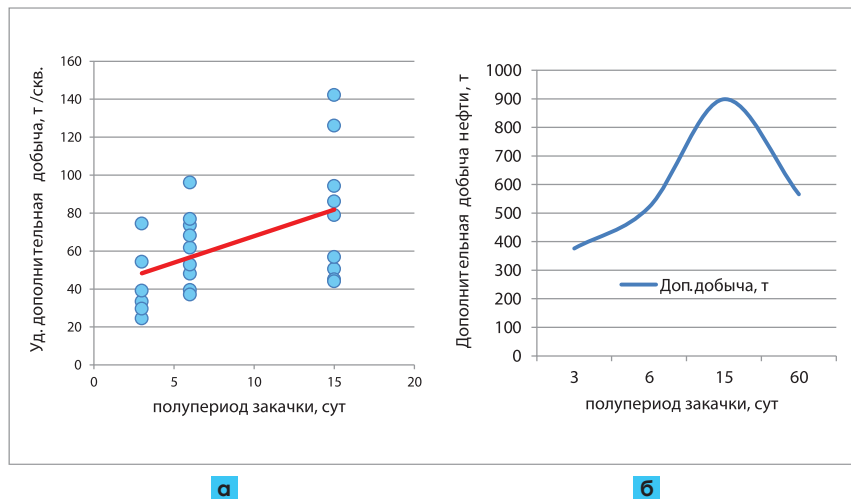 Уд. дополнительная добыча, т /скв.
160
140
120
100
80
60
40
20
0
0 5 10 15 20
полупериод закачки, сут
Дополнительная добыча нефти, т
1000
900
800
700
600
500
400
300
200
100
0
Доп.добыча, т
3 6 15 60
полупериод закачки, сут
а
б